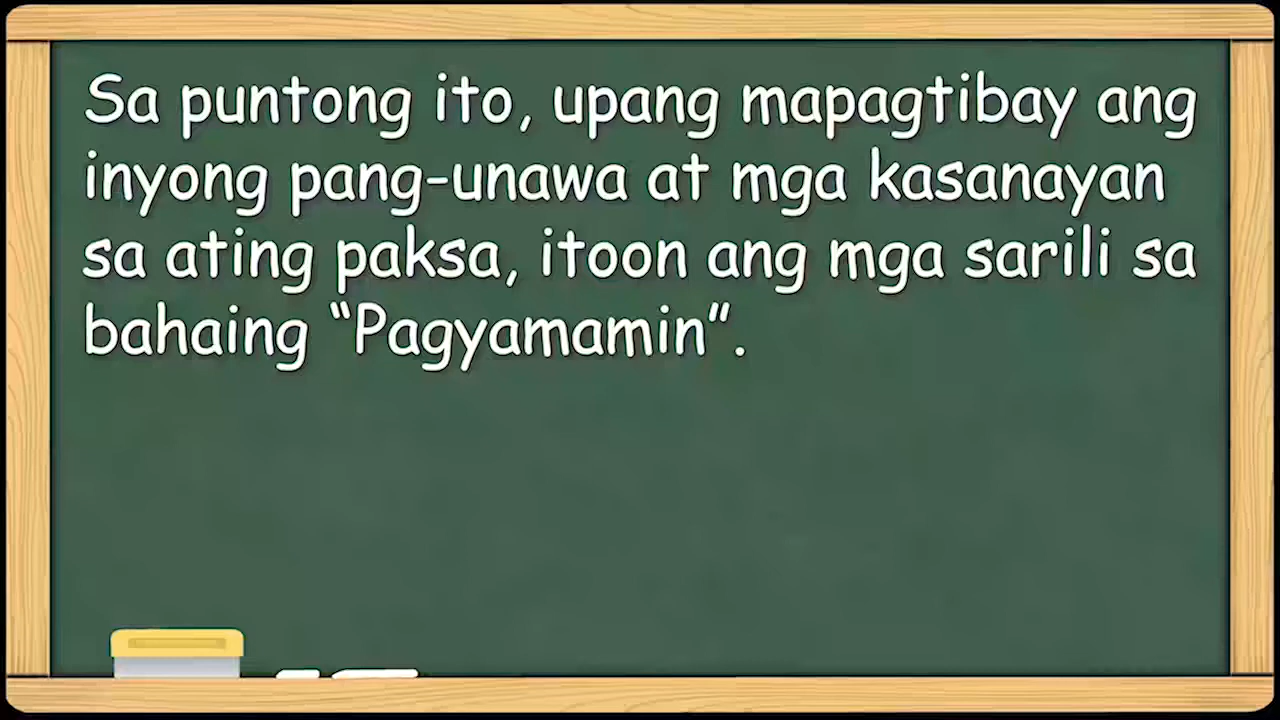 Sa puntong ito, upang mapagtibay ang
inyong pang-unawa at mga kasanayan
sa ating paksa, itoon ang mga sarili sa
bahaing “Pagyamamin”.